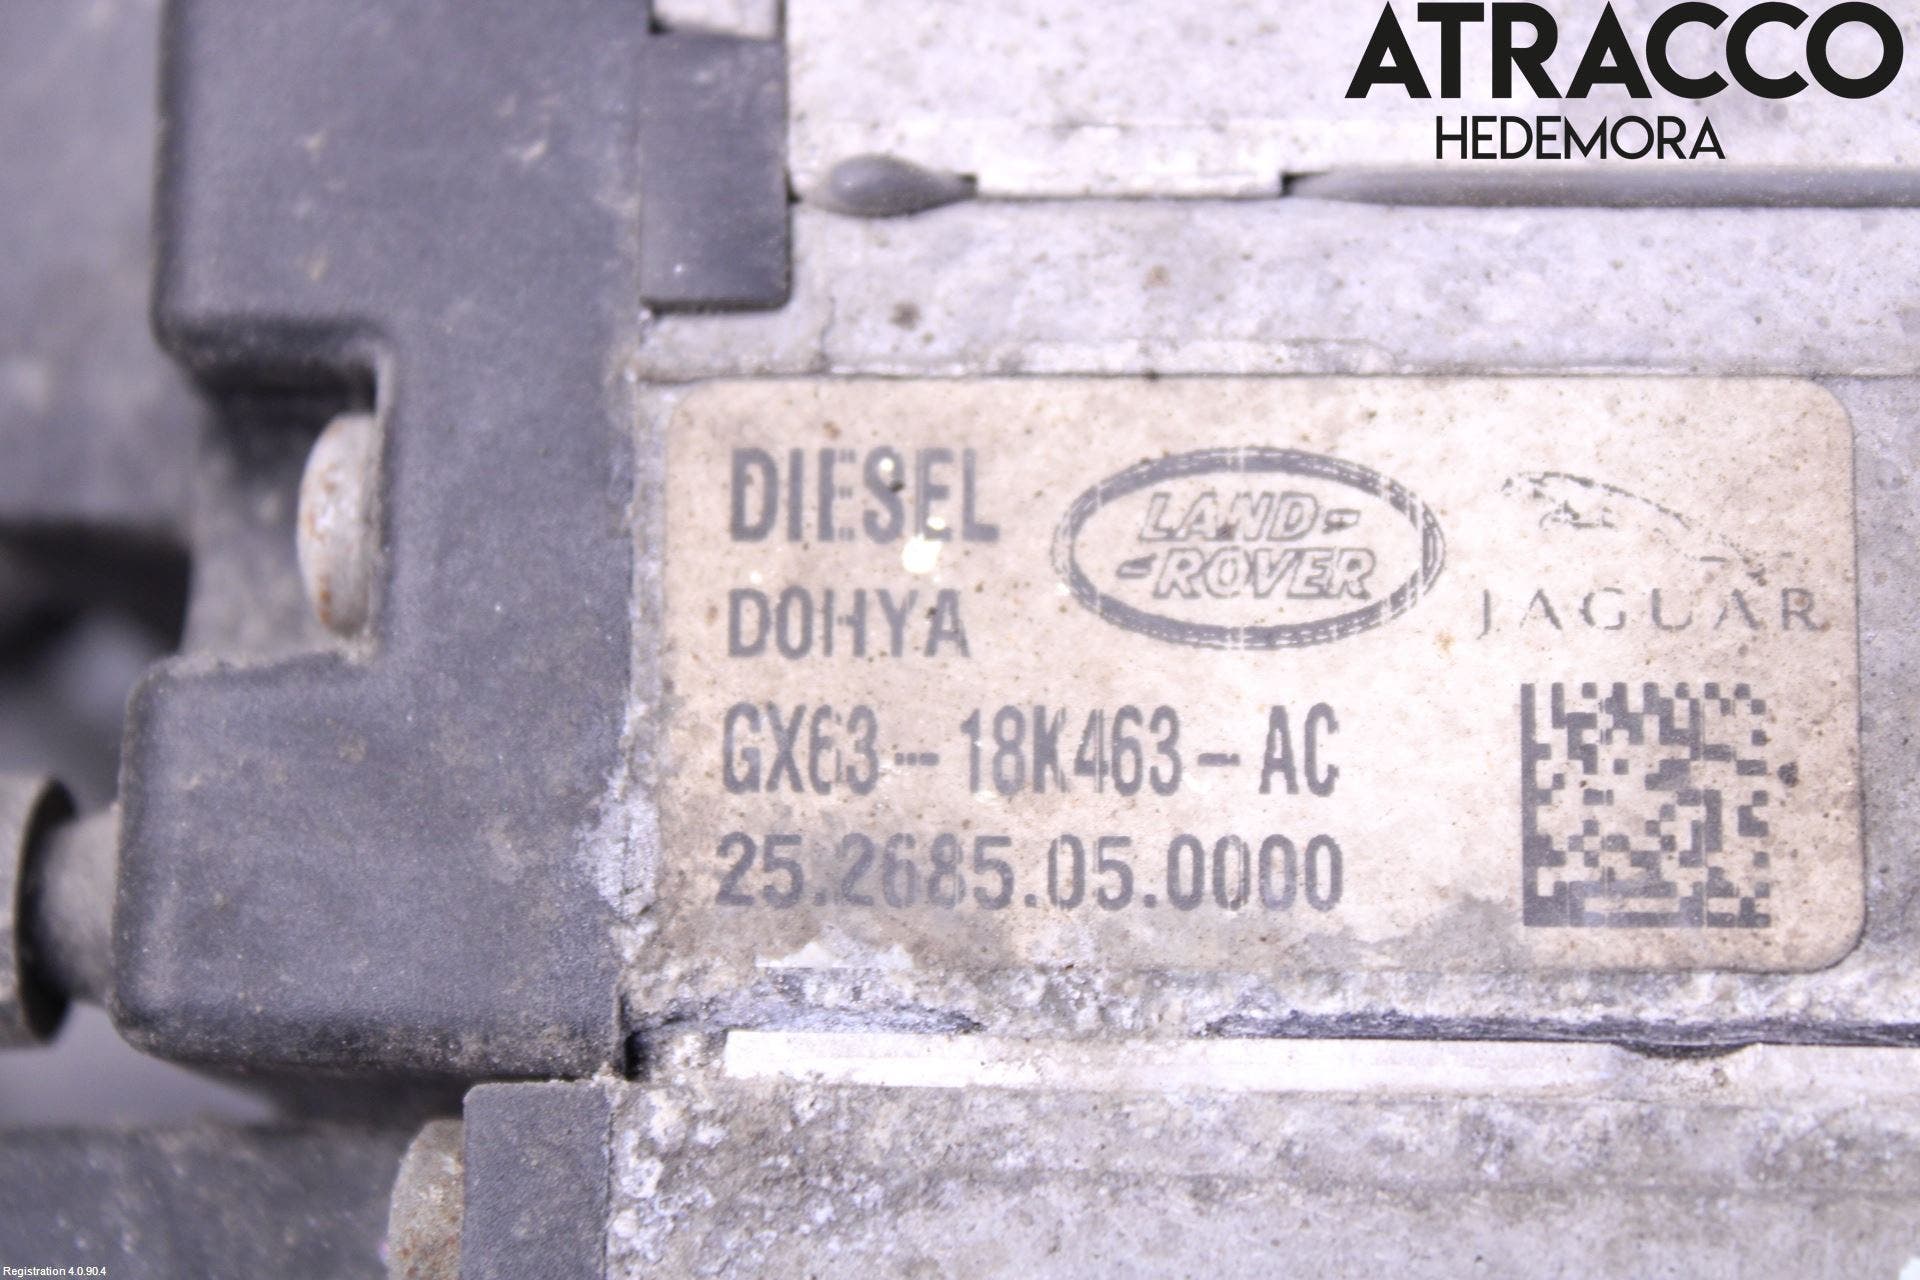 ATRACCO
HEDEMORA
DIESEL
LAND-
-ROVER
JAGUAR
DOHYA
GX63-18K463-AC
25.2685.05.0000
Registration 4.0.90.4